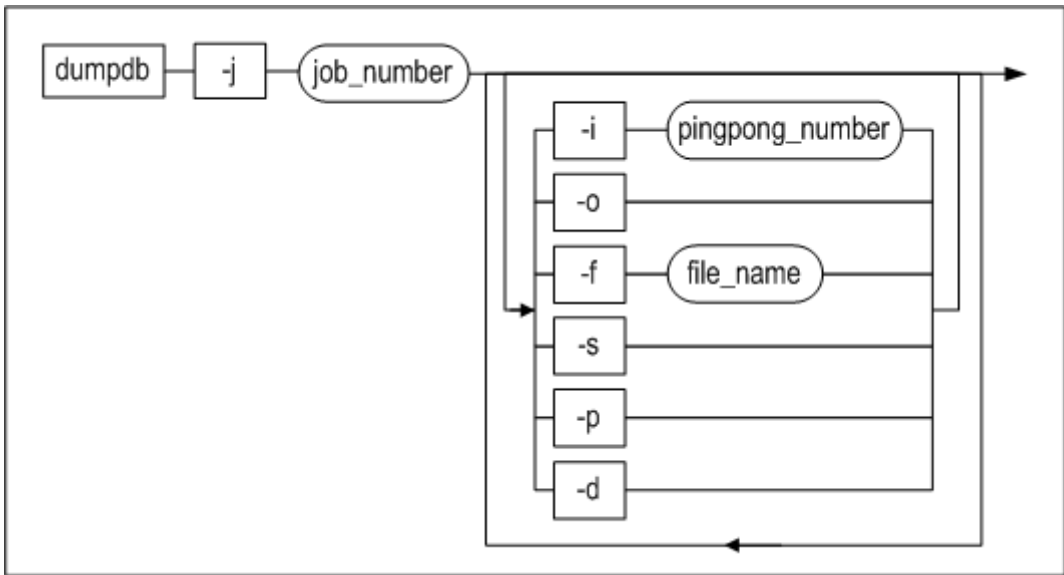 dumpdb -j job_number
-i pingpong_number
-o
-f file_name
-s
-p
-d